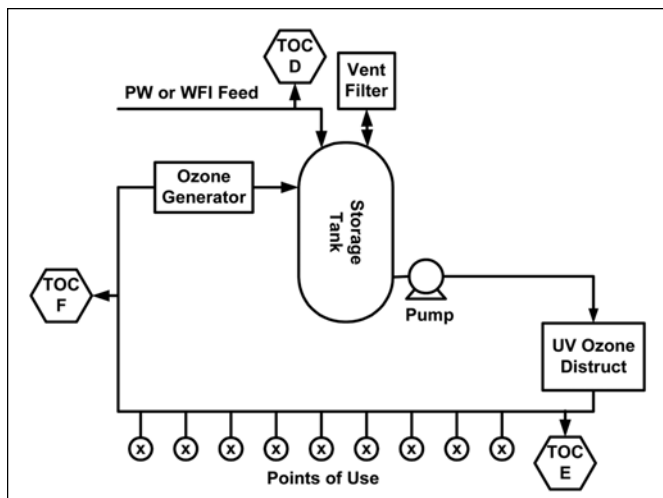 TOC
D
Vent
Filter
PW or WFI Feed
Ozone
Generator
Storage
Tank
TOC
F
Pump
UV Ozone
Distruct
x x x x x x x x x
TOC
E
Points of Use